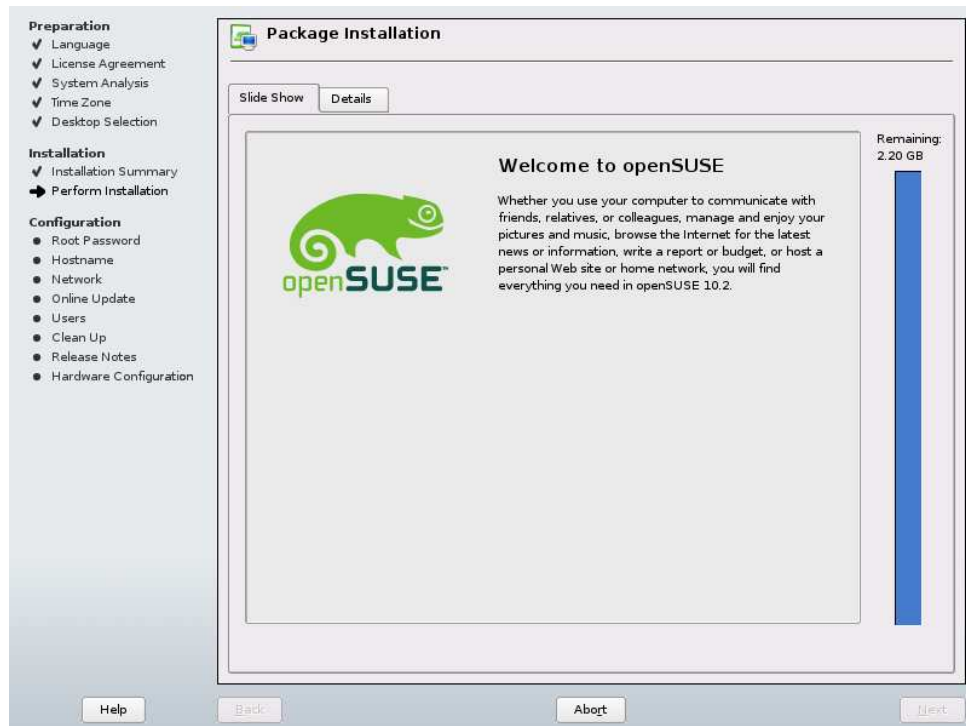 Preparation
Language
License Agreement
System Analysis
Time Zone
Desktop Selection
Installation
Installation Summary
Perform Installation
Configuration
Root Password
Hostname
Network
Online Update
Users
Clean Up
Release Notes
Hardware Configuration
Package Installation
Slide Show
Details
openSUSE™
Welcome to openSUSE
Whether you use your computer to communicate with
friends, relatives, or colleagues, manage and enjoy your
pictures and music, browse the Internet for the latest
news or information, write a report or budget, or host a
personal Web site or home network, you will find
everything you need in openSUSE 10.2.
Remaining:
2.20 GB
Help
Back
Abort
Next